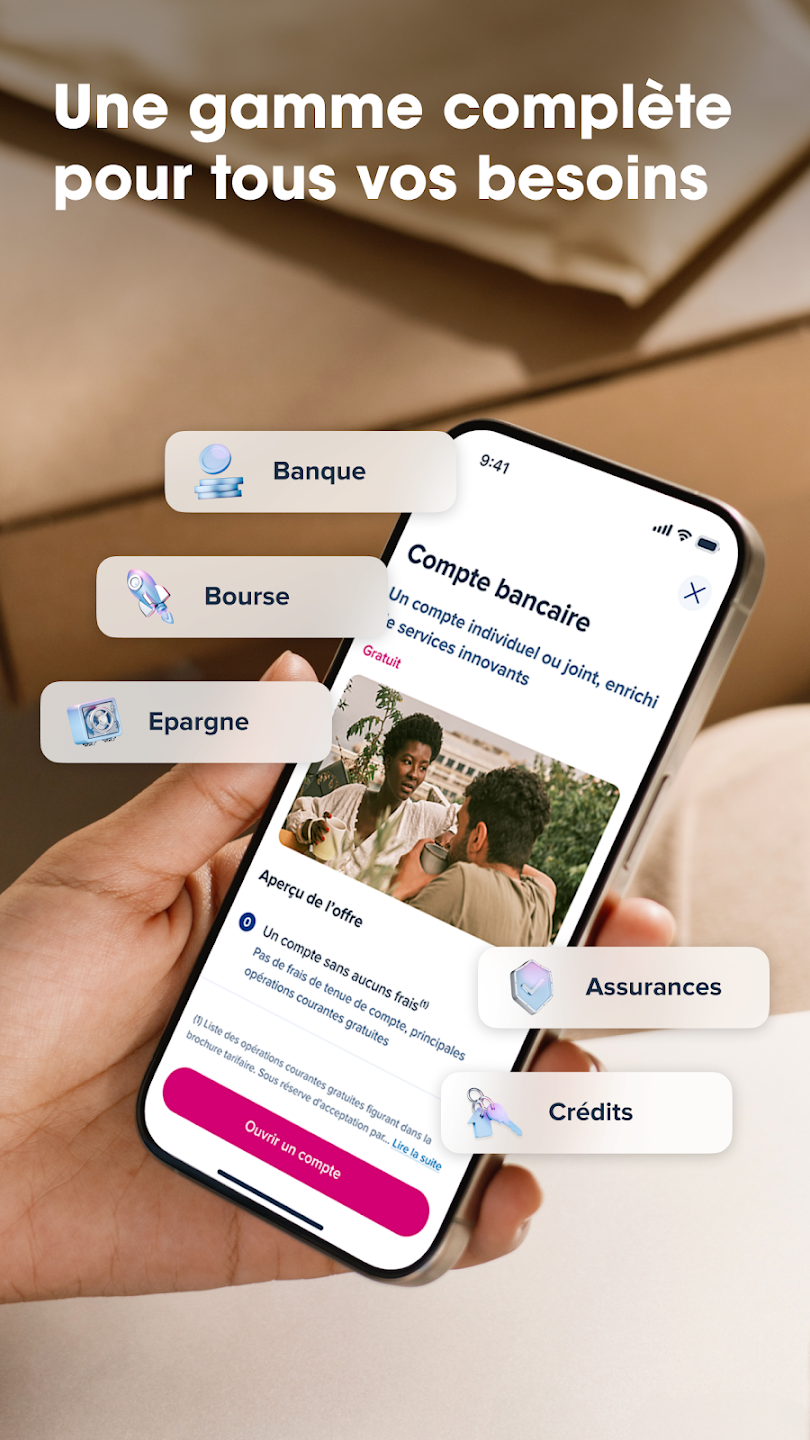 Une gamme complète
pour tous vos besoins
Banque
9:41
Bourse
Compte bancaire
Un compte individuel ou joint, enrichi
services innovants
Gratuit
Epargne
Aperçu de l'offre
0
Un compte sans aucuns frais(1)
Pas de frais de tenue de compte, principales
opérations courantes gratuites
Assurances
(1) Liste des opérations courantes gratuites figurant dans la
brochure tarifaire. Sous réserve d'acceptation par... Lire la suite
Crédits
Ouvrir un compte